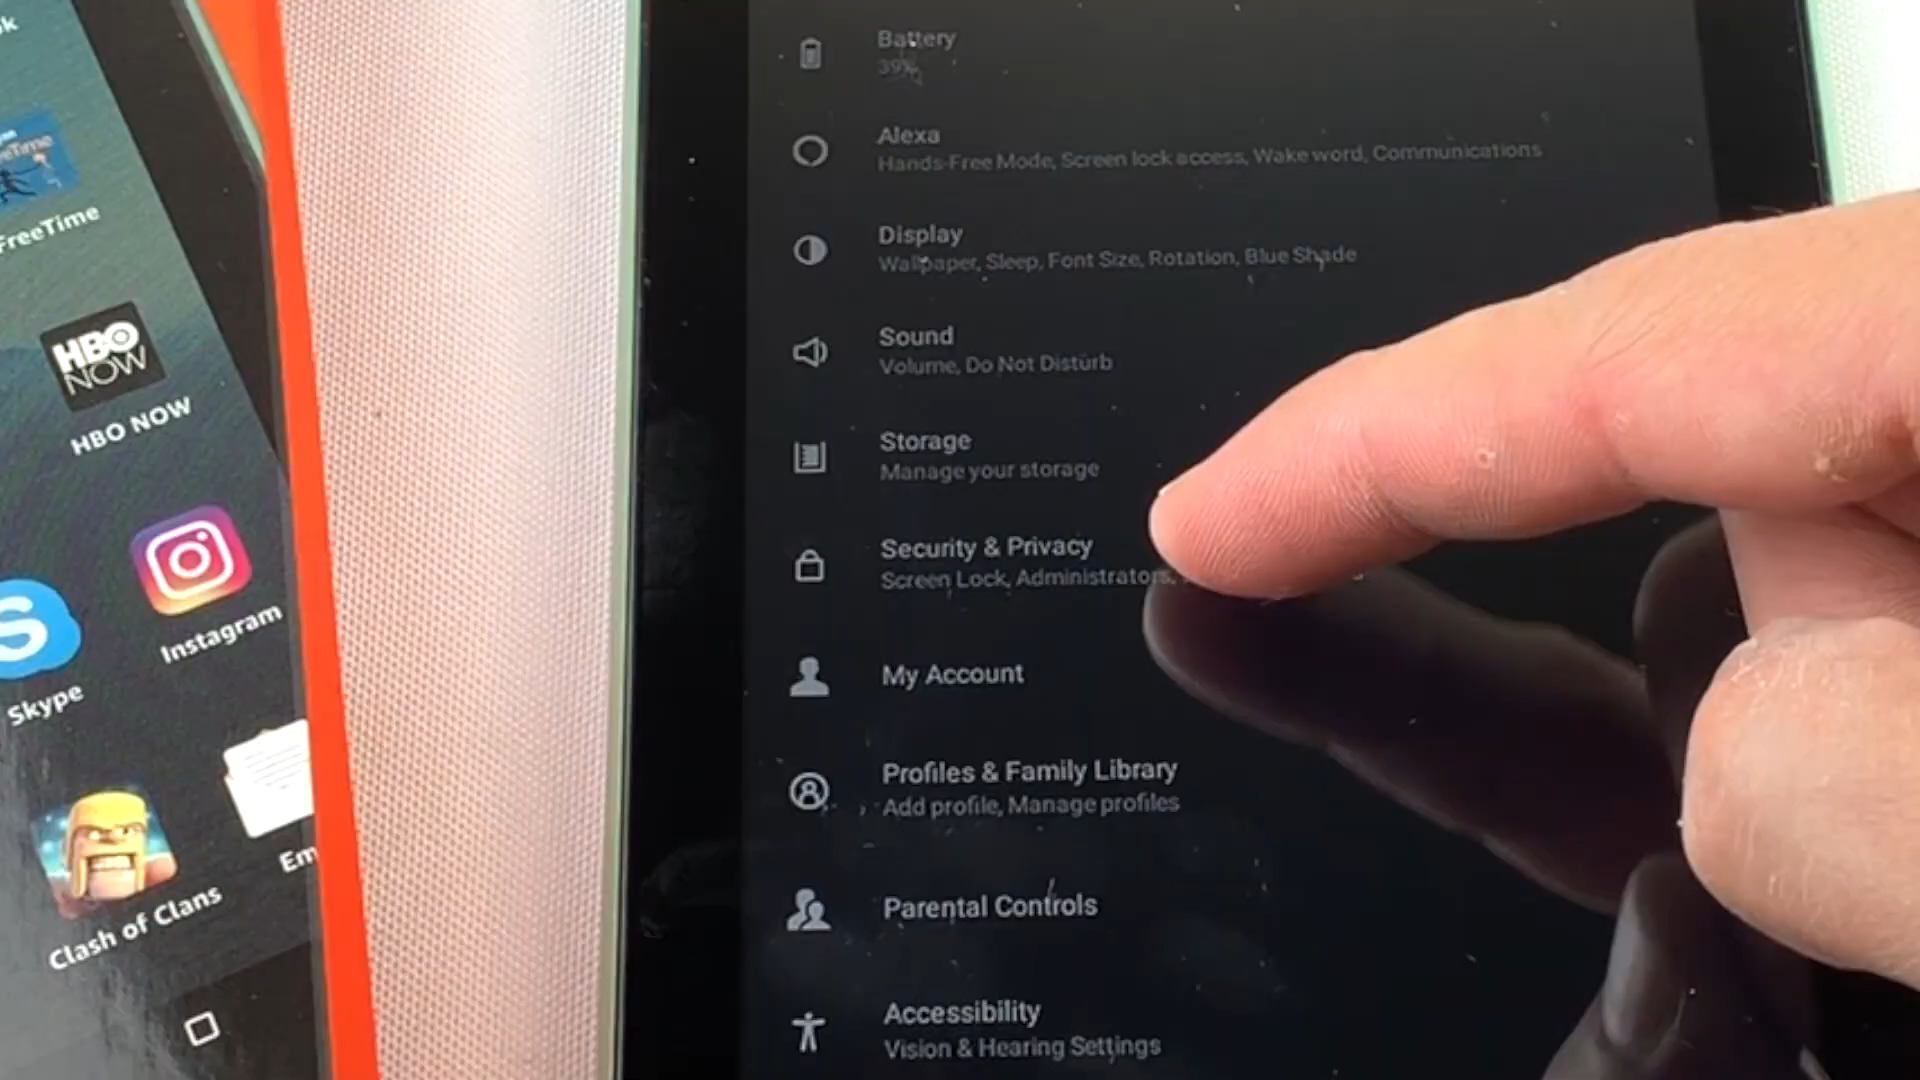 FreeTime
HBO
NOW
HBO NOW
Instagram
Skype
Clash of Clans
Battery
39%
Alexa
Hands-Free Mode, Screen lock access, Wake word, Communications
Display
Wallpaper, Sleep, Font Size, Rotation, Blue Shade
Sound
Volume, Do Not Disturb
Storage
Manage your storage
Security & Privacy
Screen Lock, Administrators,
My Account
Profiles & Family Library
Add profile, Manage profiles
Parental Controls
Accessibility
Vision & Hearing Settings